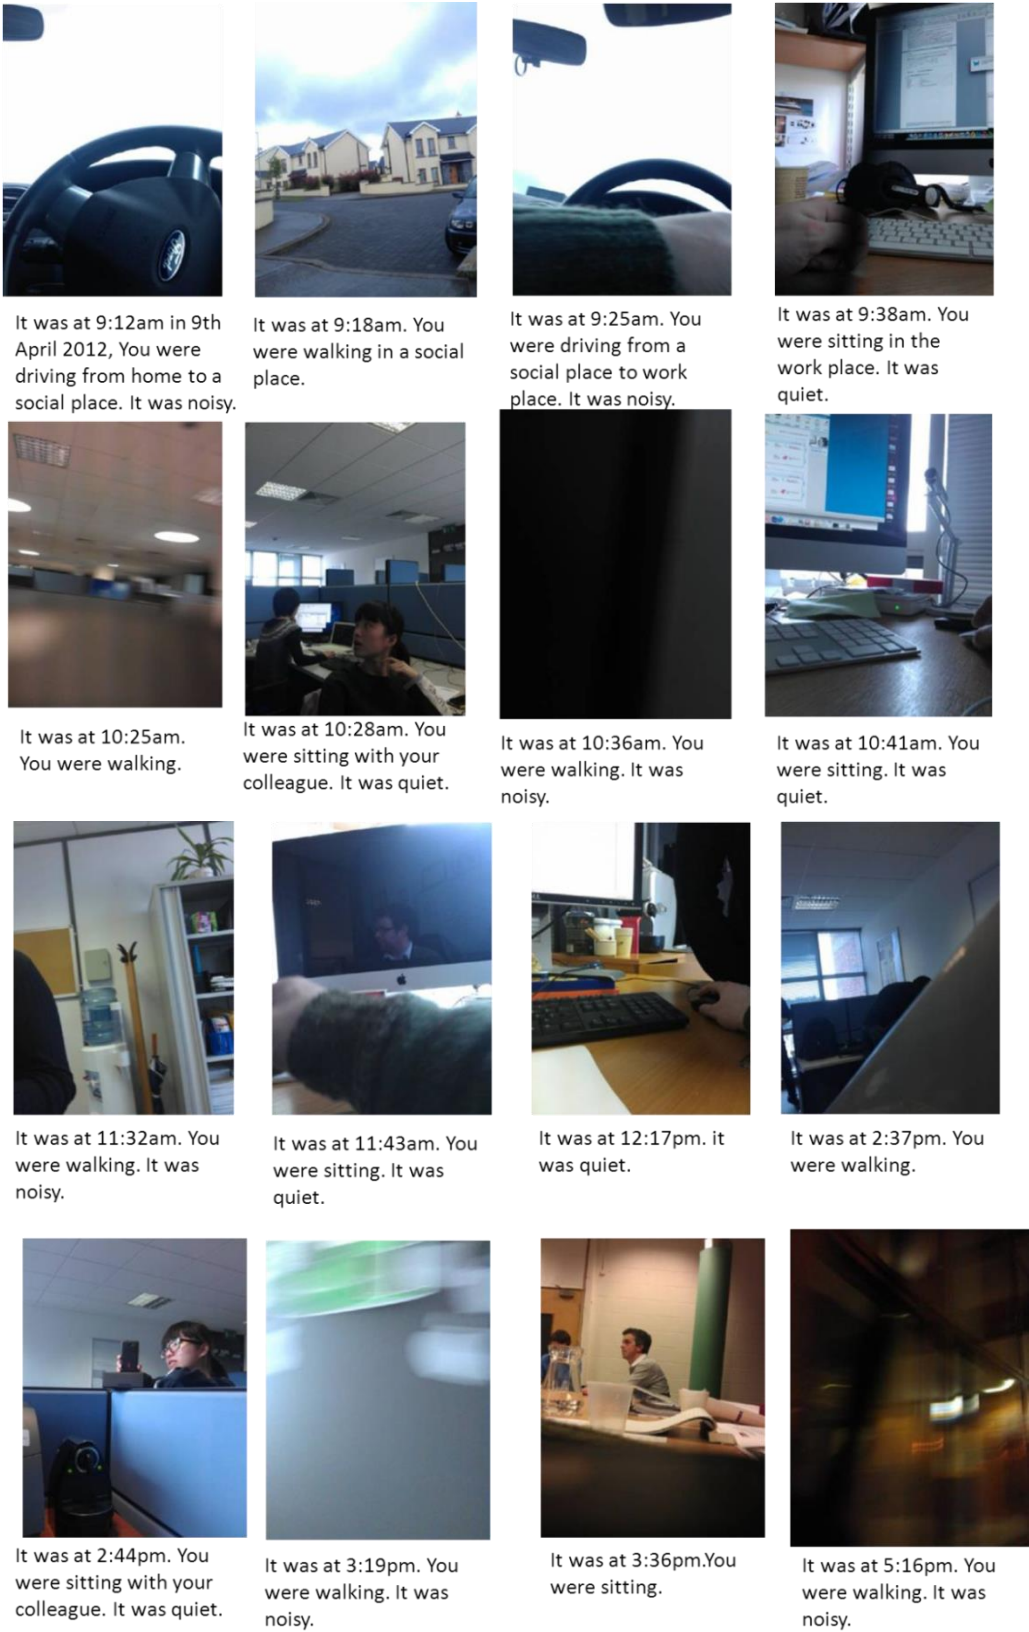 It was at 9:12am in 9th
April 2012, You were
driving from home to a
social place. It was noisy.
It was at 9:18am. You
were walking in a social
place.
It was at 9:25am. You
were driving from a
social place to work
place. It was noisy.
It was at 9:38am. You
were sitting in the
work place. It was
quiet.
It was at 10:25am.
You were walking.
It was at 10:28am. You
were sitting with your
colleague. It was quiet.
It was at 10:36am. You
were walking. It was
noisy.
It was at 10:41am. You
were sitting. It was
quiet.
It was at 11:32am. You
were walking. It was
noisy.
It was at 11:43am. You
were sitting. It was
quiet.
It was at 12:17pm. it
was quiet.
It was at 2:37pm. You
were walking.
It was at 2:44pm. You
were sitting with your
colleague. It was quiet.
It was at 3:19pm. You
were walking. It was
noisy.
It was at 3:36pm.You
were sitting.
It was at 5:16pm. You
were walking. It was
noisy.